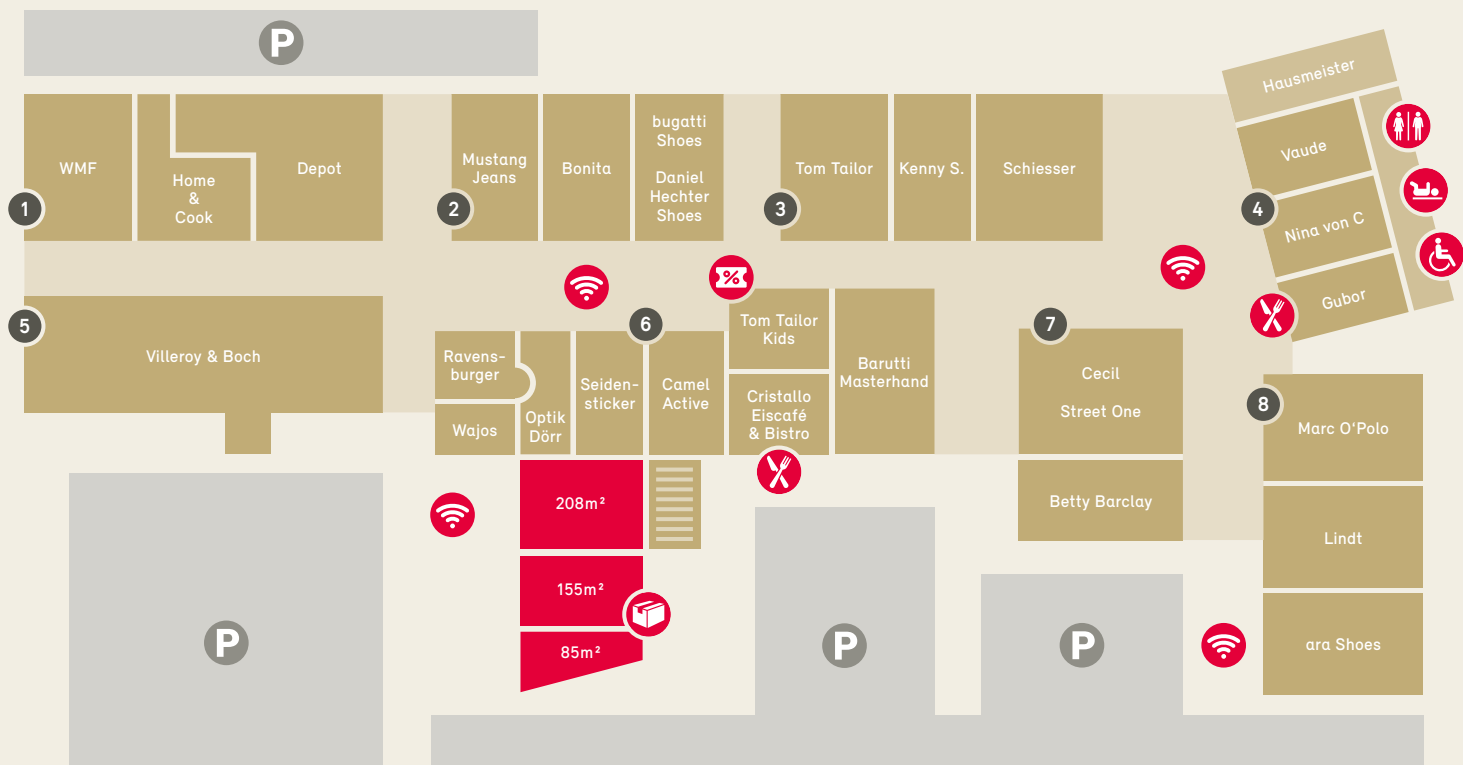 P
WMF
Home
&
Cook
Depot
1
Mustang
Jeans
2
Bonita
bugatti
Shoes
Daniel
Hechter
Shoes
Tom Tailor
3
Kenny S.
Schiesser
Hausmeister
Vaude
4
Nina von C
Gubor
5
Villeroy & Boch
Ravens-
burger
Wajos
Optik
Dörr
Seiden-
sticker
6
Camel
Active
%
Tom Tailor
Kids
Cristallo
Eiscafé
& Bistro
Barutti
Masterhand
7
Cecil
Street One
Betty Barclay
8
Marc O'Polo
Lindt
ara Shoes
208m²
155m²
85m²
P
P
P